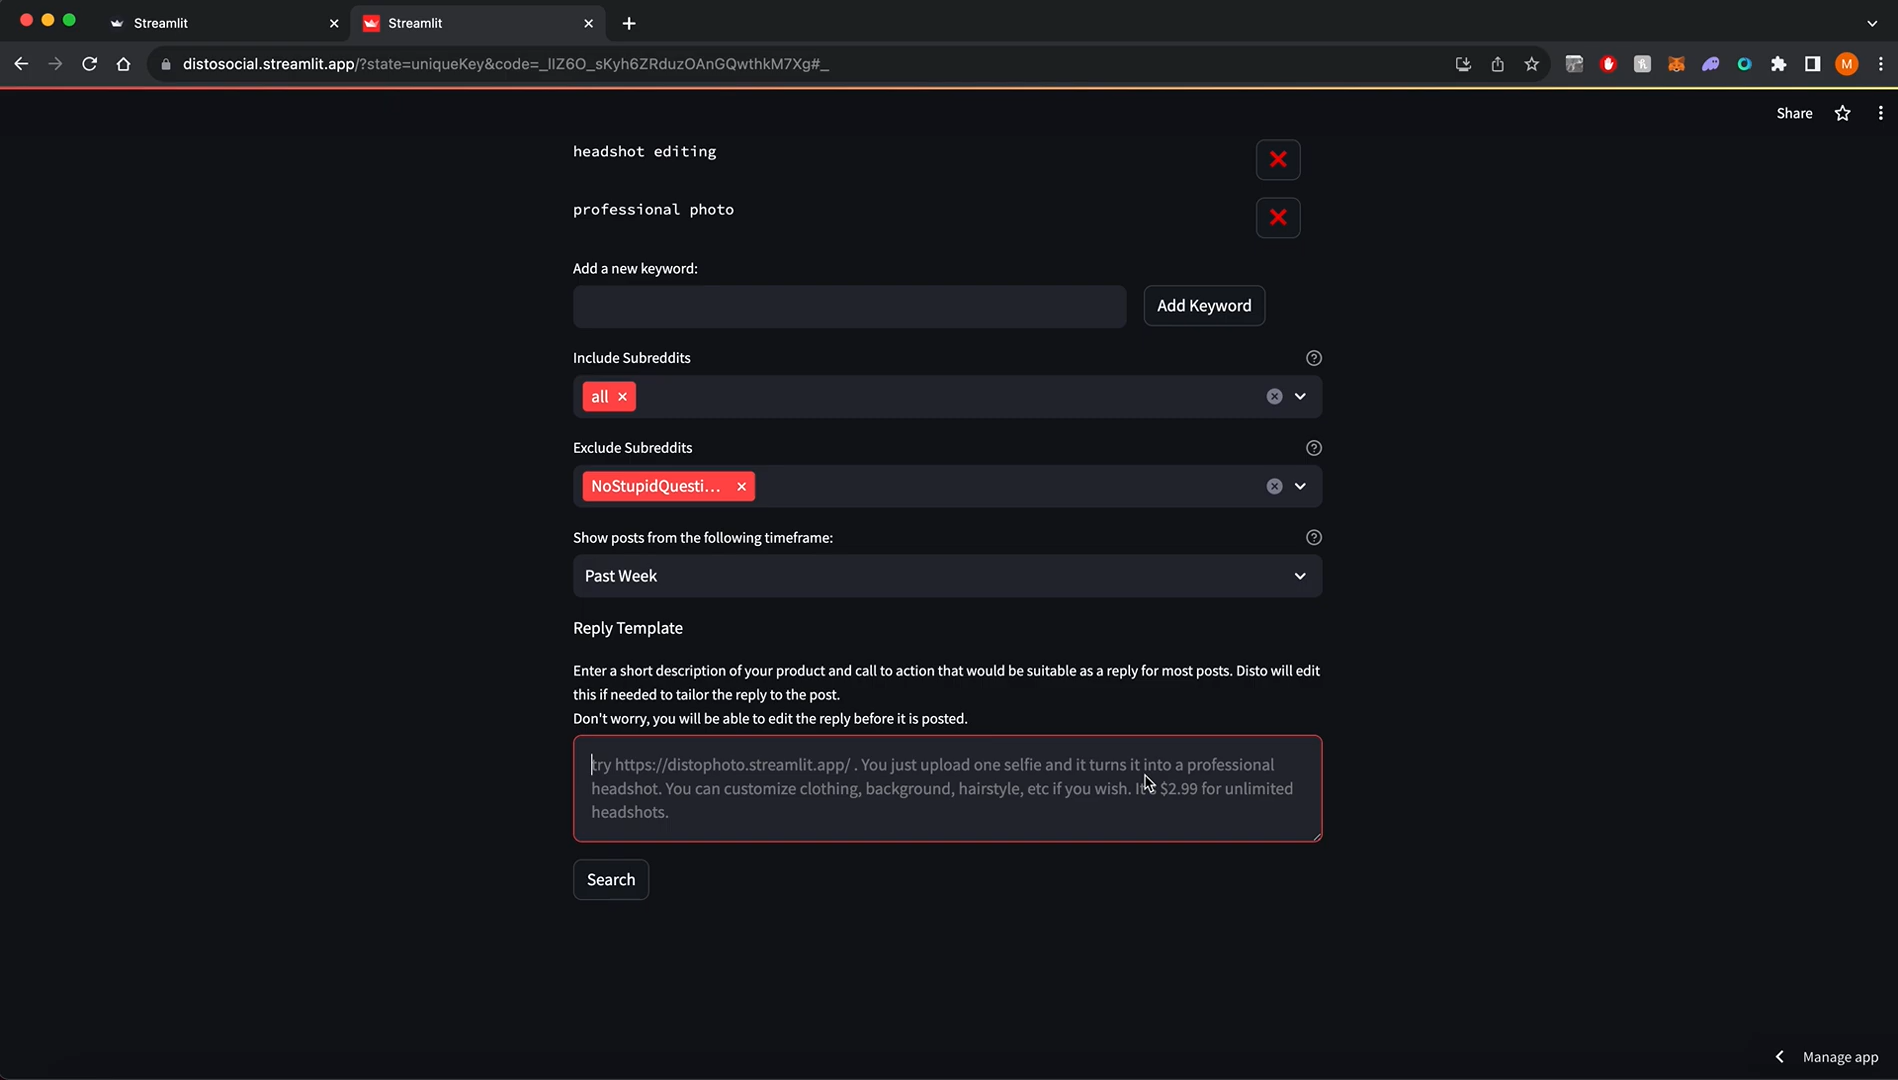 Streamlit
Streamlit
distosocial.streamlit.app/?state=uniqueKey&code=_lIZ6O_sKyh6ZRduzOAnGQwthkM7Xg#_
M
Share
headshot editing
professional photo
Add a new keyword:
Add Keyword
Include Subreddits
all
Exclude Subreddits
NoStupidQuesti...
Show posts from the following timeframe:
Past Week
Reply Template
Enter a short description of your product and call to action that would be suitable as a reply for most posts. Disto will edit
this if needed to tailor the reply to the post.
Don't worry, you will be able to edit the reply before it is posted.
try https://distophoto.streamlit.app/ . You just upload one selfie and it turns it into a professional
headshot. You can customize clothing, background, hairstyle, etc if you wish. It's $2.99 for unlimited
headshots.
Search
Manage app